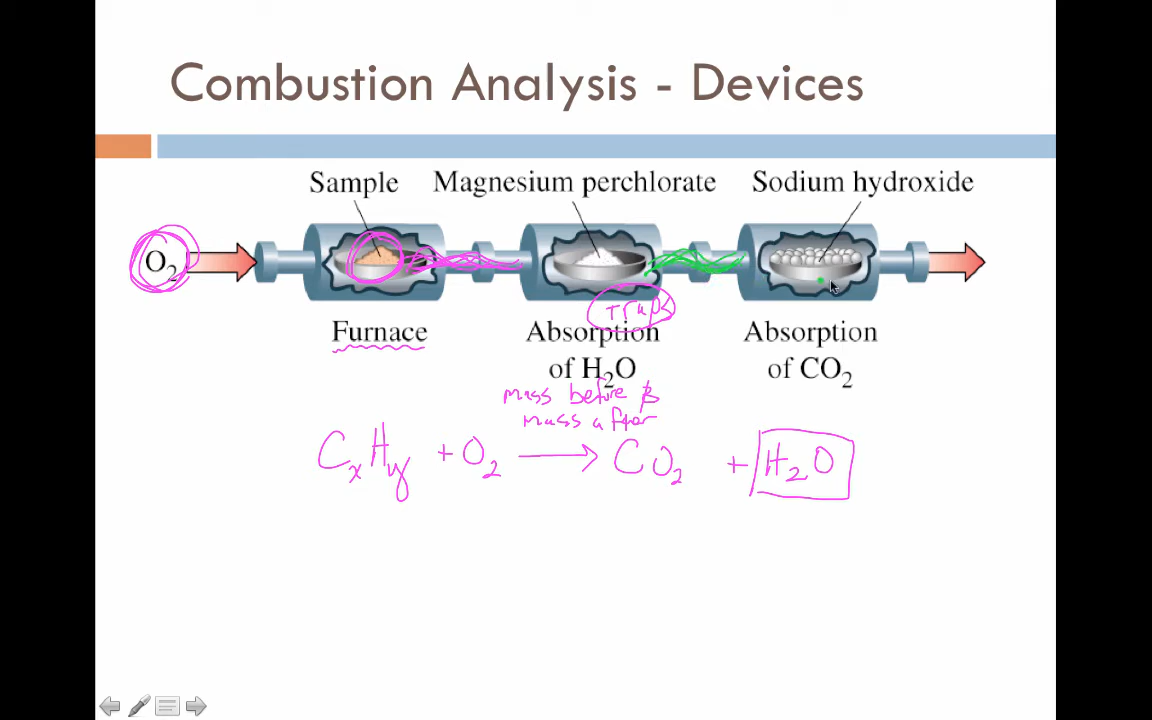 Combustion Analysis - Devices
Sample Magnesium perchlorate Sodium hydroxide
O₂
Traps
Furnace Absorption of H₂O Absorption of CO₂
mass before &
mass after
CₓHᵧ + O₂ → CO₂ + H₂O